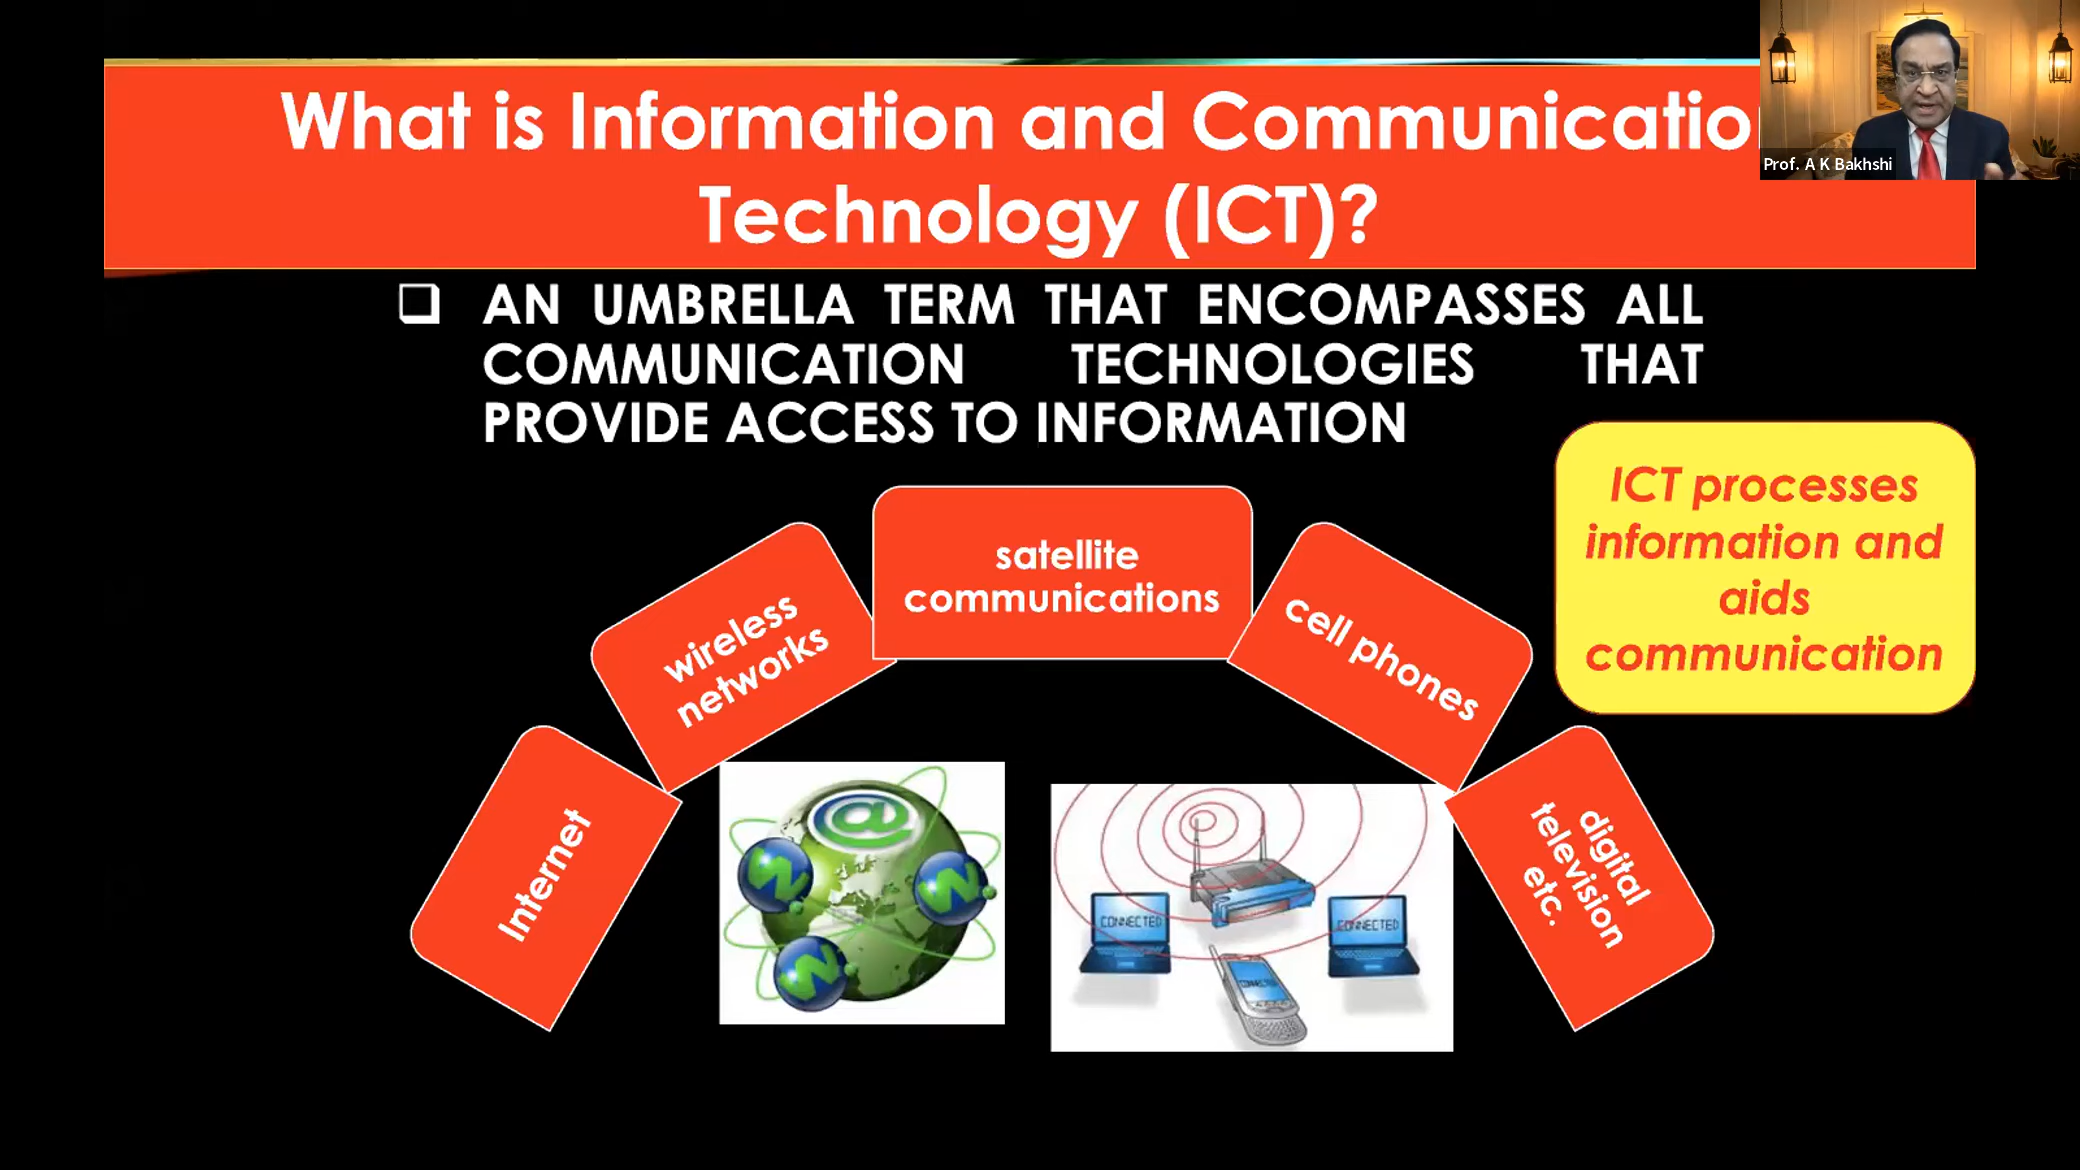 What is Information and Communicatio
Technology (ICT)?
Prof. A K Bakhshi
❑ AN UMBRELLA TERM THAT ENCOMPASSES ALL
COMMUNICATION TECHNOLOGIES THAT
PROVIDE ACCESS TO INFORMATION
ICT processes
information and
aids
communication
Internet
wireless
networks
satellite
communications
cell phones
digital
television
etc.
@
CONNECTED
CONNECTED
CONNECTED